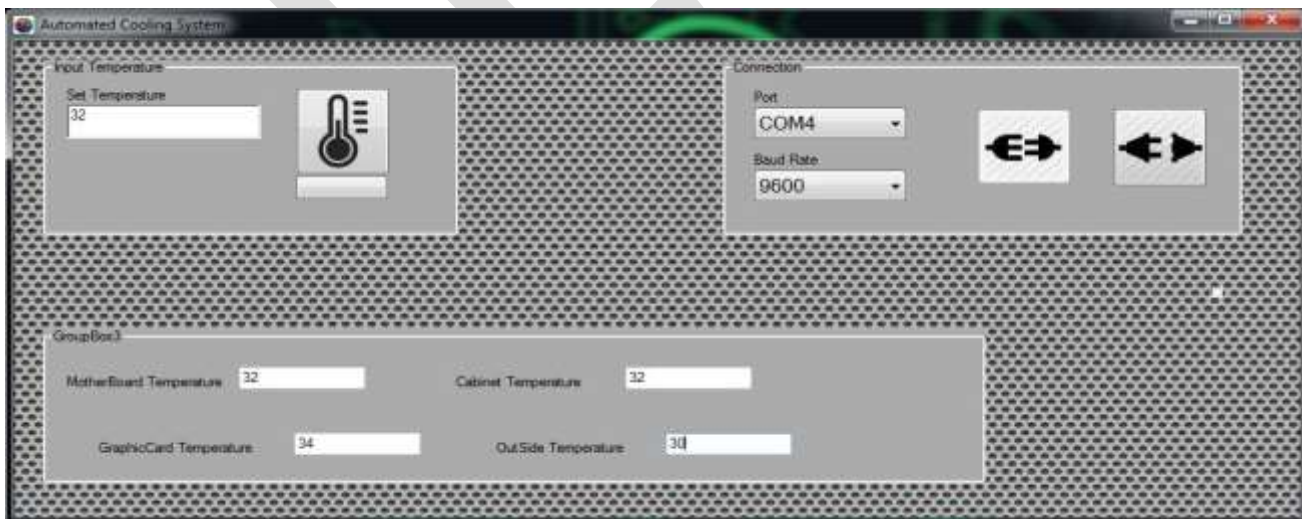 Automated Cooling System
Input Temperature
Set Temperature
32
Connection
Port
COM4
Baud Rate
9600
GroupBox3
MotherBoard Temperature 32
Cabinet Temperature 32
GraphicCard Temperature 34
OutSide Temperature 30